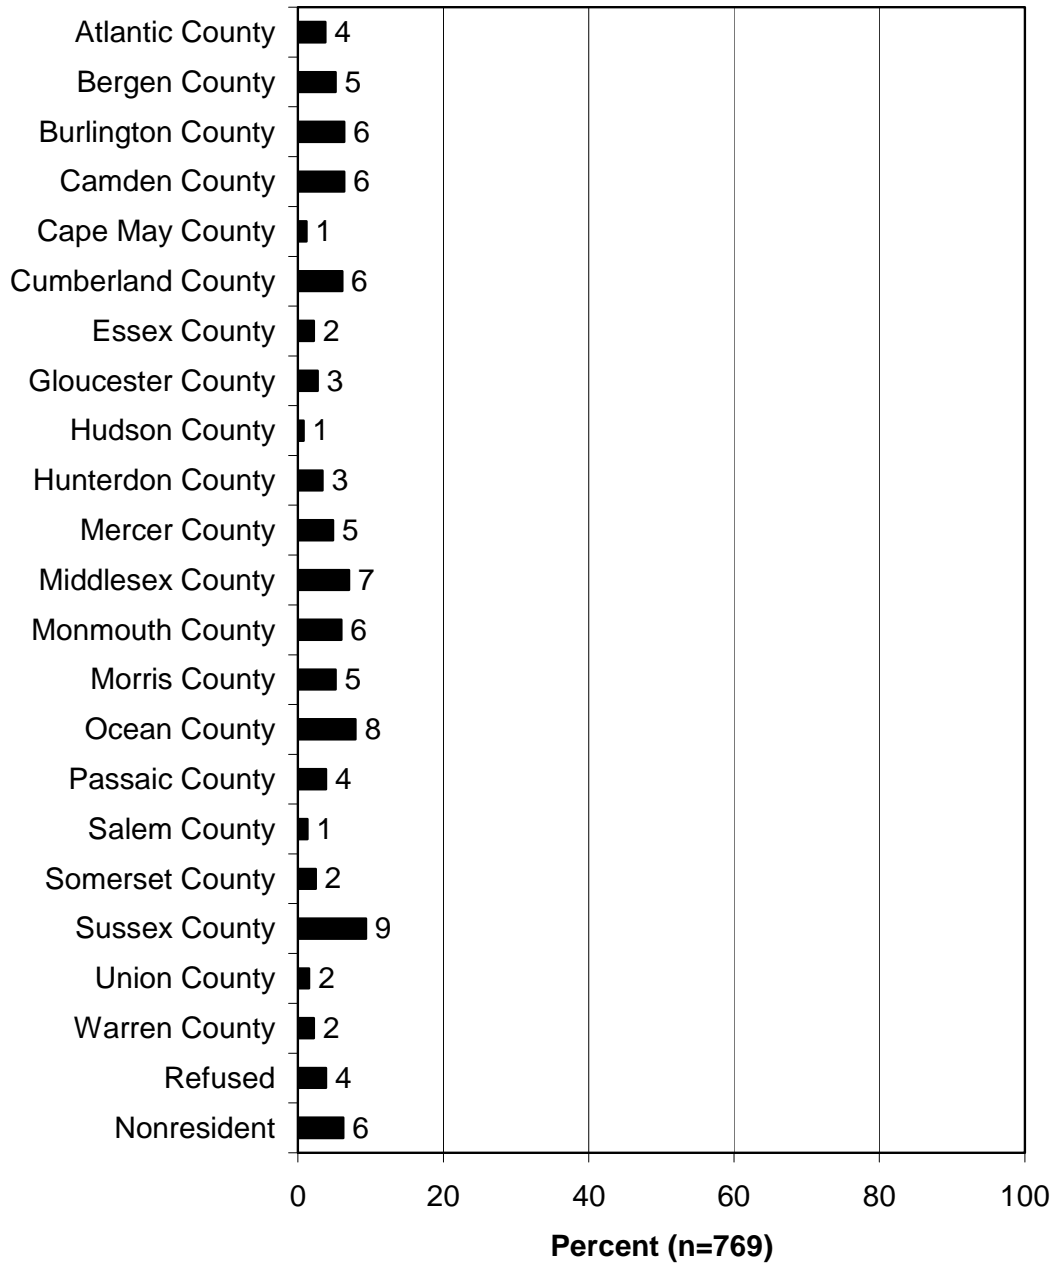 Atlantic County 4
Bergen County 5
Burlington County 6
Camden County 6
Cape May County 1
Cumberland County 6
Essex County 2
Gloucester County 3
Hudson County 1
Hunterdon County 3
Mercer County 5
Middlesex County 7
Monmouth County 6
Morris County 5
Ocean County 8
Passaic County 4
Salem County 1
Somerset County 2
Sussex County 9
Union County 2
Warren County 2
Refused 4
Nonresident 6
0 20 40 60 80 100
Percent (n=769)